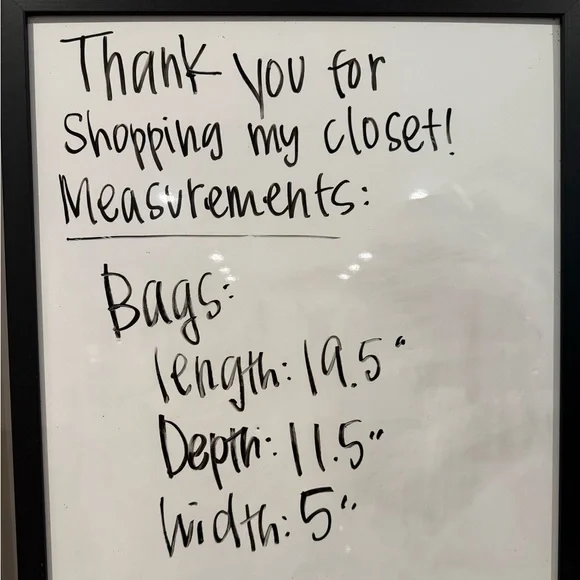 Thank you for
Shopping my closet!
Measurements:
Bags:
length: 19.5"
Depth: 11.5"
Width: 5"